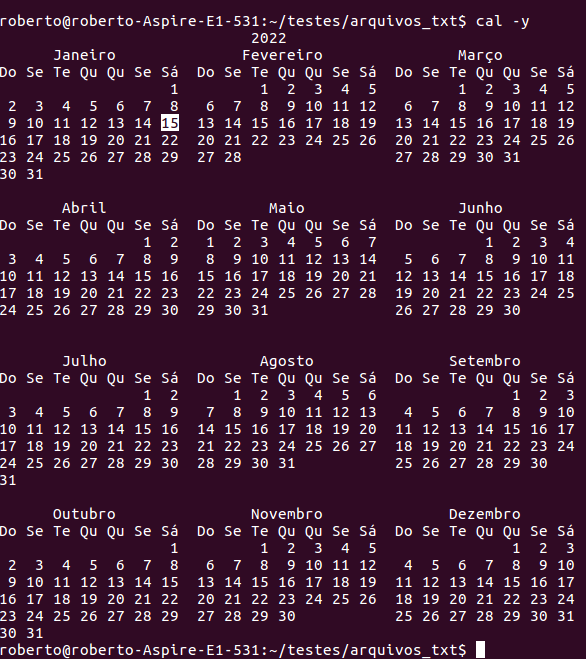 roberto@roberto-Aspire-E1-531:~/testes/arquivos_txt$ cal -y
                            2022
      Janeiro              Fevereiro               Março
Do Se Te Qu Qu Se Sá  Do Se Te Qu Qu Se Sá  Do Se Te Qu Qu Se Sá
                   1         1  2  3  4  5         1  2  3  4  5
 2  3  4  5  6  7  8   6  7  8  9 10 11 12   6  7  8  9 10 11 12
 9 10 11 12 13 14 15  13 14 15 16 17 18 19  13 14 15 16 17 18 19
16 17 18 19 20 21 22  20 21 22 23 24 25 26  20 21 22 23 24 25 26
23 24 25 26 27 28 29  27 28                 27 28 29 30 31
30 31
       Abril                  Maio                 Junho
Do Se Te Qu Qu Se Sá  Do Se Te Qu Qu Se Sá  Do Se Te Qu Qu Se Sá
                1  2   1  2  3  4  5  6  7            1  2  3  4
 3  4  5  6  7  8  9   8  9 10 11 12 13 14   5  6  7  8  9 10 11
10 11 12 13 14 15 16  15 16 17 18 19 20 21  12 13 14 15 16 17 18
17 18 19 20 21 22 23  22 23 24 25 26 27 28  19 20 21 22 23 24 25
24 25 26 27 28 29 30  29 30 31              26 27 28 29 30
       Julho                 Agosto               Setembro
Do Se Te Qu Qu Se Sá  Do Se Te Qu Qu Se Sá  Do Se Te Qu Qu Se Sá
                1  2      1  2  3  4  5  6               1  2  3
 3  4  5  6  7  8  9   7  8  9 10 11 12 13   4  5  6  7  8  9 10
10 11 12 13 14 15 16  14 15 16 17 18 19 20  11 12 13 14 15 16 17
17 18 19 20 21 22 23  21 22 23 24 25 26 27  18 19 20 21 22 23 24
24 25 26 27 28 29 30  28 29 30 31           25 26 27 28 29 30
31
      Outubro               Novembro              Dezembro
Do Se Te Qu Qu Se Sá  Do Se Te Qu Qu Se Sá  Do Se Te Qu Qu Se Sá
                   1         1  2  3  4  5               1  2  3
 2  3  4  5  6  7  8   6  7  8  9 10 11 12   4  5  6  7  8  9 10
 9 10 11 12 13 14 15  13 14 15 16 17 18 19  11 12 13 14 15 16 17
16 17 18 19 20 21 22  20 21 22 23 24 25 26  18 19 20 21 22 23 24
23 24 25 26 27 28 29  27 28 29 30           25 26 27 28 29 30 31
30 31
roberto@roberto-Aspire-E1-531:~/testes/arquivos_txt$